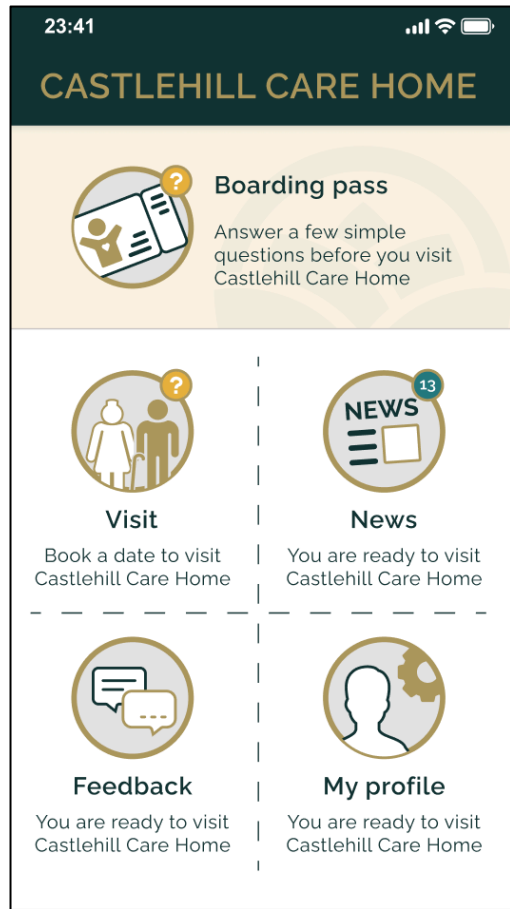 23:41
CASTLEHILL CARE HOME
?
Boarding pass
Answer a few simple
questions before you visit
Castlehill Care Home
?
Visit
Book a date to visit
Castlehill Care Home
13
NEWS
News
You are ready to visit
Castlehill Care Home
Feedback
You are ready to visit
Castlehill Care Home
My profile
You are ready to visit
Castlehill Care Home